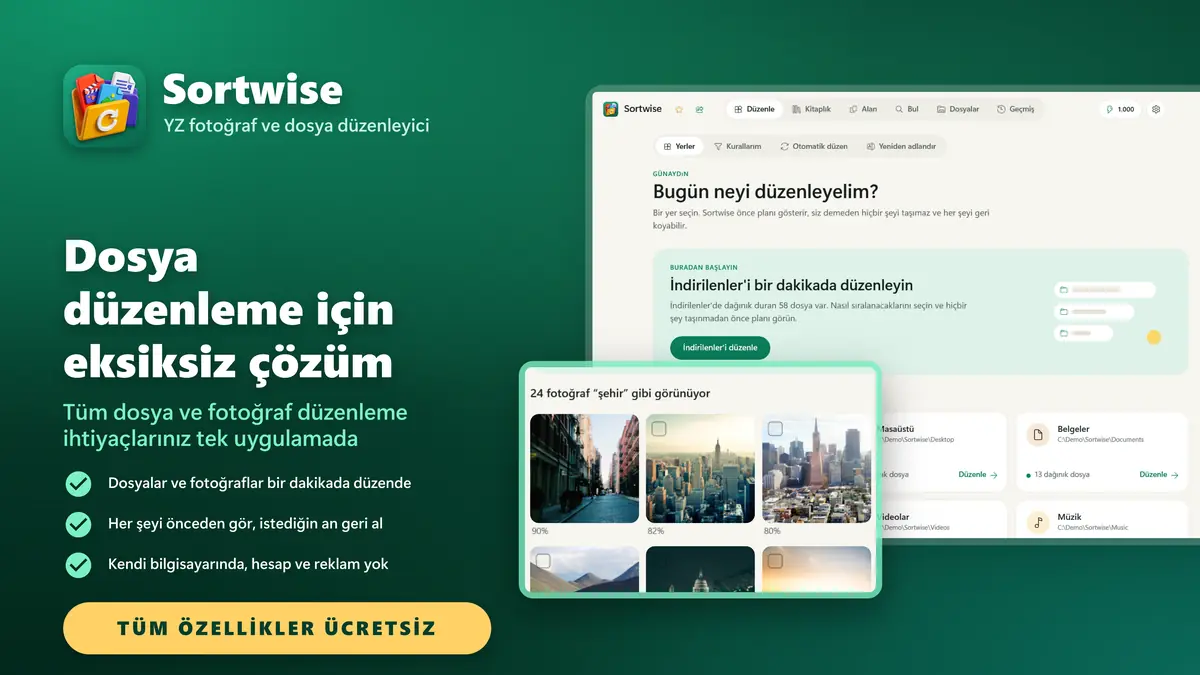 Sortwise
YZ fotoğraf ve dosya düzenleyici
Dosya
düzenleme için
eksiksiz çözüm
Tüm dosya ve fotoğraf düzenleme
ihtiyaçlarınız tek uygulamada
Dosyalar ve fotoğraflar bir dakikada düzende
Her şeyi önceden gör, istediğin an geri al
Kendi bilgisayarında, hesap ve reklam yok
TÜM ÖZELLİKLER ÜCRETSİZ
Sortwise Düzenle Kitaplık Alan Bul Dosyalar Geçmiş 1.000
Yerler Kurallarım Otomatik düzen Yeniden adlandır
GÜNAYDıN
Bugün neyi düzenleyelim?
Bir yer seçin. Sortwise önce planı gösterir, siz demeden hiçbir şeyi taşımaz ve her şeyi geri
koyabilir.
BURADAN BAŞLAYIN
İndirilenler'i bir dakikada düzenleyin
İndirilenler'de dağınık duran 58 dosya var. Nasıl sıralanacaklarını seçin ve hiçbir
şey taşınmadan önce planı görün.
İndirilenler'i düzenle
24 fotoğraf “şehir” gibi görünüyor
90% 82% 80%
Masaüstü
C:\Demo\Sortwise\Desktop
dosya Düzenle →
Belgeler
C:\Demo\Sortwise\Documents
13 dağınık dosya Düzenle →
Videolar
C:\Demo\Sortwise\Videos
Müzik
C:\Demo\Sortwise\Music